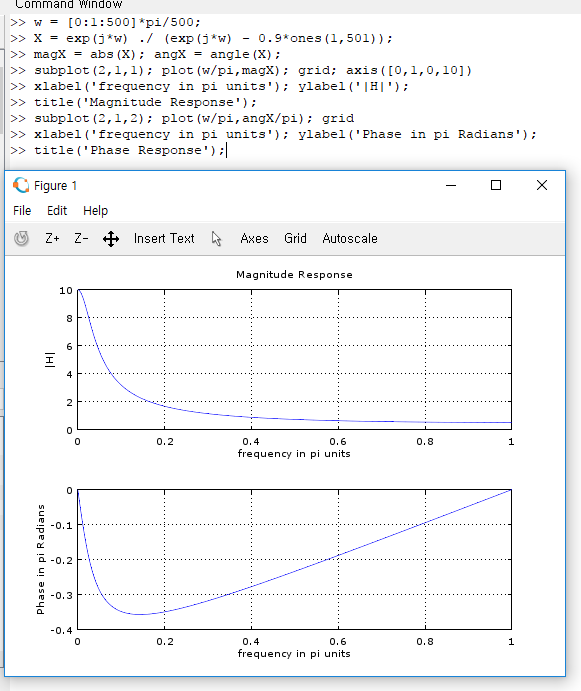 Command Window
>> w = [0:1:500]*pi/500;
>> X = exp(j*w) ./ (exp(j*w) - 0.9*ones(1,501));
>> magX = abs(X); angX = angle(X);
>> subplot(2,1,1); plot(w/pi,magX); grid; axis([0,1,0,10])
>> xlabel('frequency in pi units'); ylabel('|H|');
>> title('Magnitude Response');
>> subplot(2,1,2); plot(w/pi,angX/pi); grid
>> xlabel('frequency in pi units'); ylabel('Phase in pi Radians');
>> title('Phase Response');
Figure 1
File Edit Help
Z+ Z- Insert Text Axes Grid Autoscale
Magnitude Response
|H|
10
8
6
4
2
0
0 0.2 0.4 0.6 0.8 1
frequency in pi units
Phase in pi Radians
0
-0.1
-0.2
-0.3
-0.4
0 0.2 0.4 0.6 0.8 1
frequency in pi units